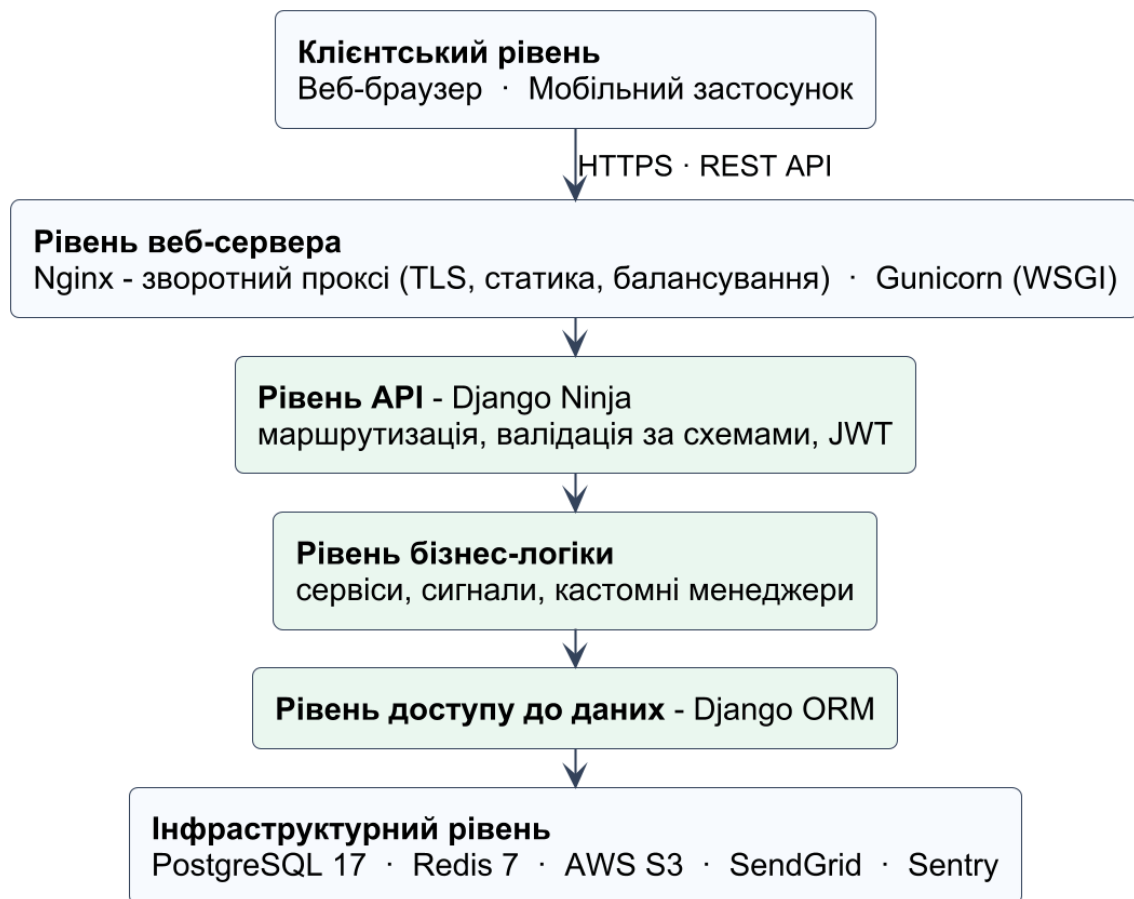 Клієнтський рівень
Веб-браузер · Мобільний застосунок
HTTPS · REST API
Рівень веб-сервера
Nginx - зворотний проксі (TLS, статика, балансування) · Gunicorn (WSGI)
Рівень API - Django Ninja
маршрутизація, валідація за схемами, JWT
Рівень бізнес-логіки
сервіси, сигнали, кастомні менеджери
Рівень доступу до даних - Django ORM
Інфраструктурний рівень
PostgreSQL 17 · Redis 7 · AWS S3 · SendGrid · Sentry